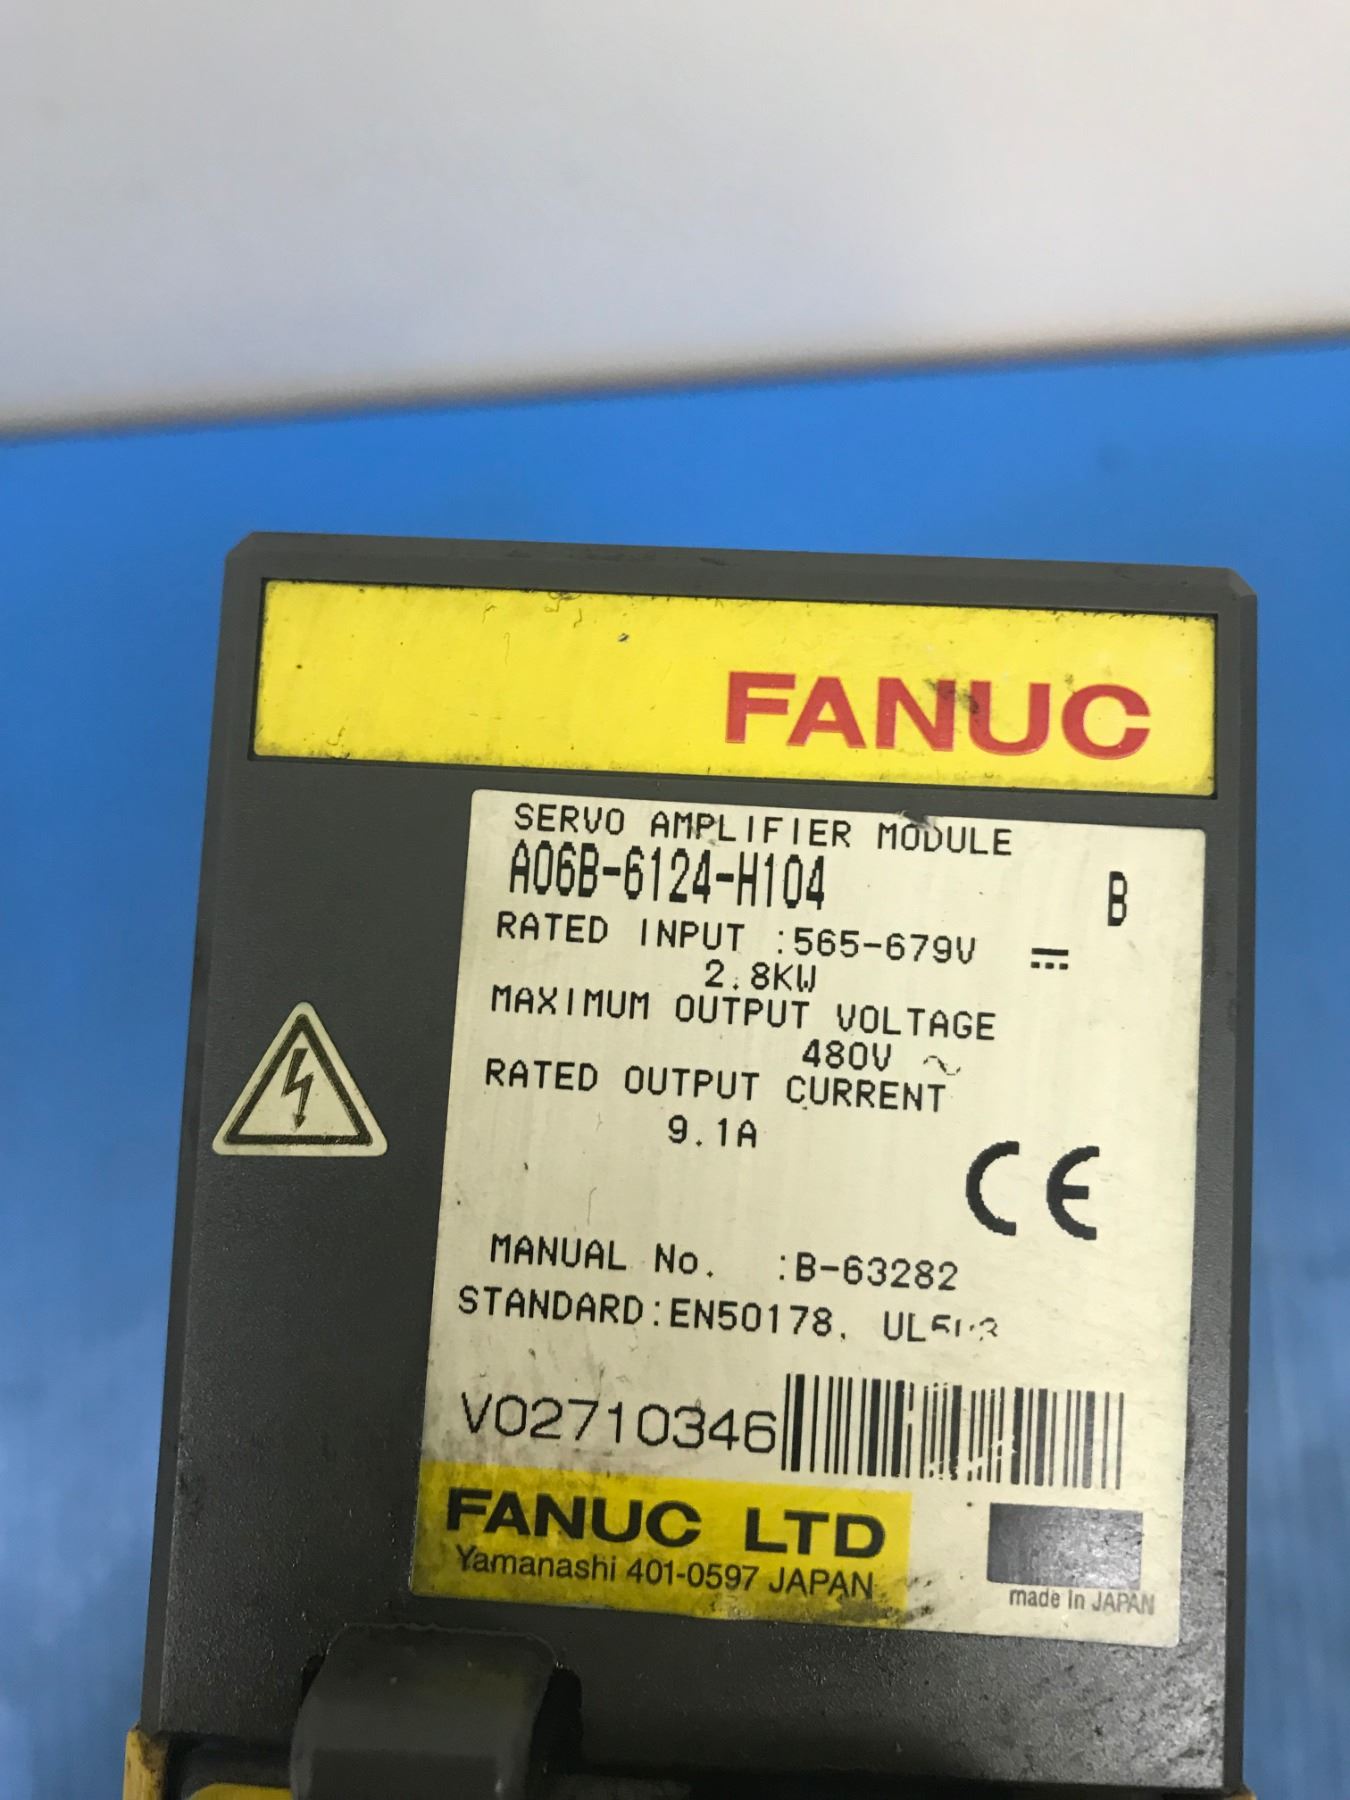 FANUC
SERVO AMPLIFIER MODULE
A06B-6124-H104 B
RATED INPUT :565-679V ⎓
2.8KW
MAXIMUM OUTPUT VOLTAGE
480V ~
RATED OUTPUT CURRENT
9.1A
CE
MANUAL No. :B-63282
STANDARD:EN50178.
V02710346
FANUC LTD
Yamanashi 401-0597 JAPAN
made in JAPAN